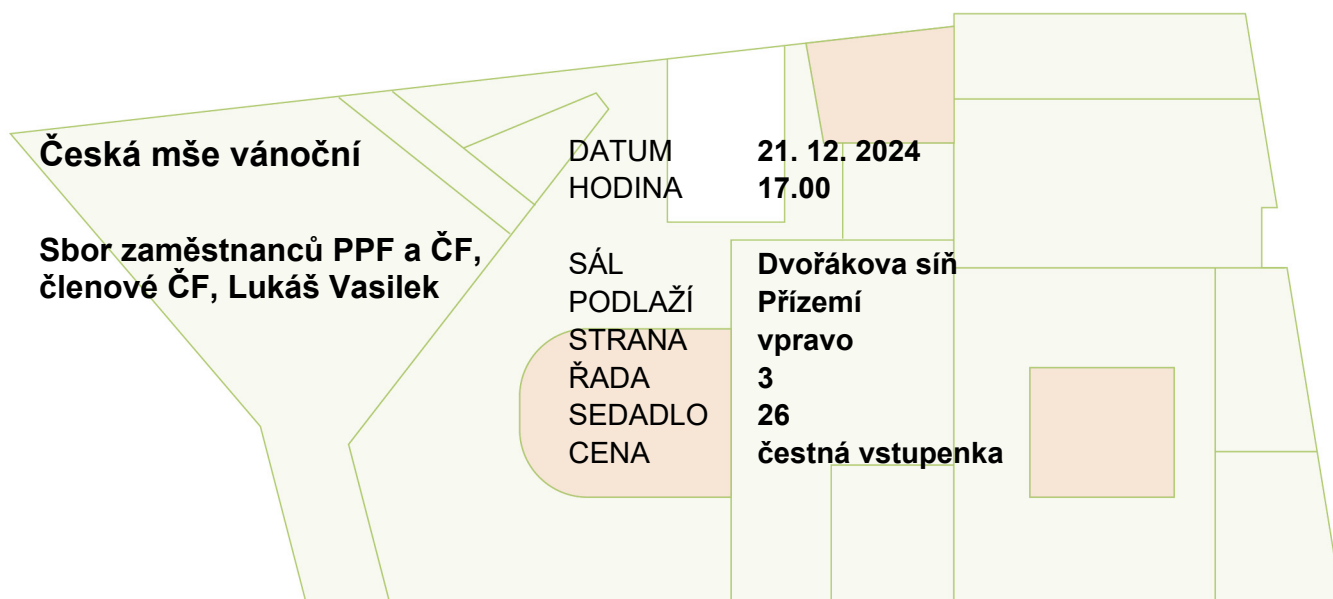 Česká mše vánoční
Sbor zaměstnanců PPF a ČF,
členové ČF, Lukáš Vasilek
DATUM 21. 12. 2024
HODINA 17.00
SÁL Dvořákova síň
PODLAŽÍ Přízemí
STRANA vpravo
ŘADA 3
SEDADLO 26
CENA čestná vstupenka